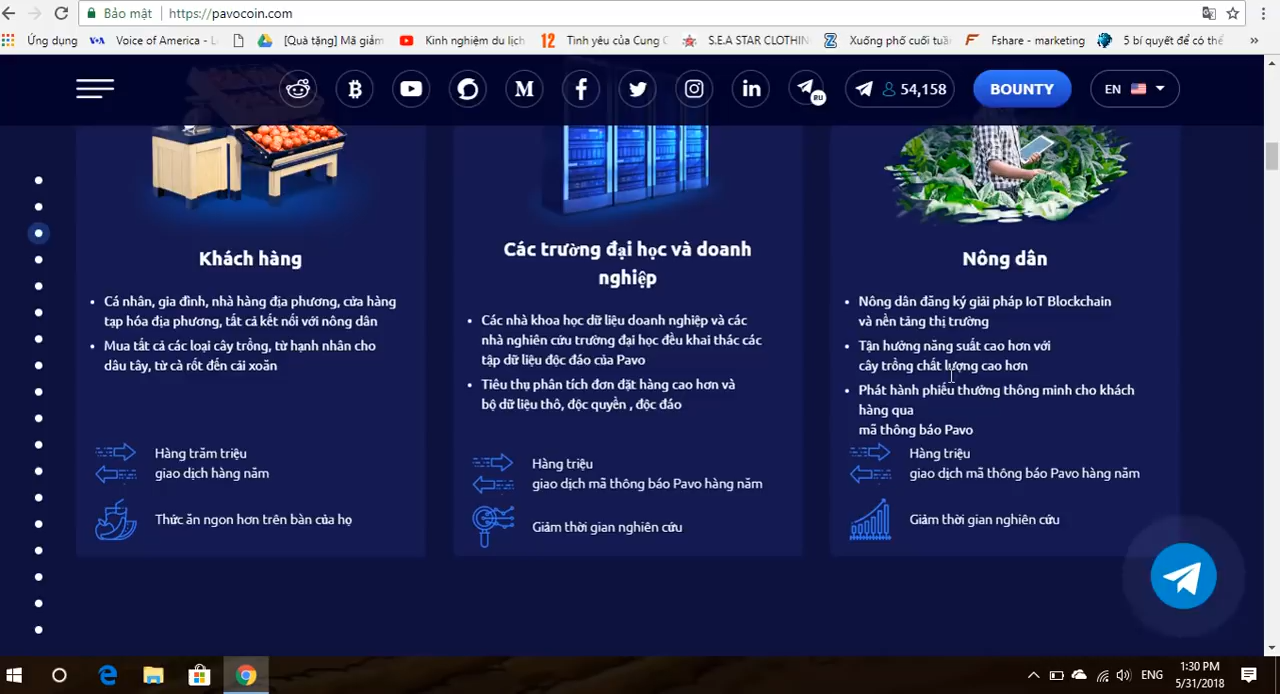 Bảo mật
https://pavocoin.com
Ứng dụng
Voice of America - L
[Quà tặng] Mã giảm
Kinh nghiệm du lịch
12
Tình yêu của Cung
S.E.A STAR CLOTHIN
Xuống phố cuối tuần
Fshare - marketing
5 bí quyết để có thể
»
54,158
BOUNTY
EN
RU
Khách hàng
Cá nhân, gia đình, nhà hàng địa phương, cửa hàng
tạp hóa địa phương, tất cả kết nối với nông dân
Mua tất cả các loại cây trồng, từ hạnh nhân cho
dâu tây, từ cà rốt đến cải xoăn
Hàng trăm triệu
giao dịch hàng năm
Thức ăn ngon hơn trên bàn của họ
Các trường đại học và doanh
nghiệp
Các nhà khoa học dữ liệu doanh nghiệp và các
nhà nghiên cứu trường đại học đều khai thác các
tập dữ liệu độc đáo của Pavo
Tiêu thụ phân tích đơn đặt hàng cao hơn và
bộ dữ liệu thô, độc quyền , độc đáo
Hàng triệu
giao dịch mã thông báo Pavo hàng năm
Giảm thời gian nghiên cứu
Nông dân
Nông dân đăng ký giải pháp IoT Blockchain
và nền tảng thị trường
Tận hưởng năng suất cao hơn với
cây trồng chất lượng cao hơn
Phát hành phiếu thưởng thông minh cho khách
hàng qua
mã thông báo Pavo
Hàng triệu
giao dịch mã thông báo Pavo hàng năm
Giảm thời gian nghiên cứu
ENG
1:30 PM
5/31/2018